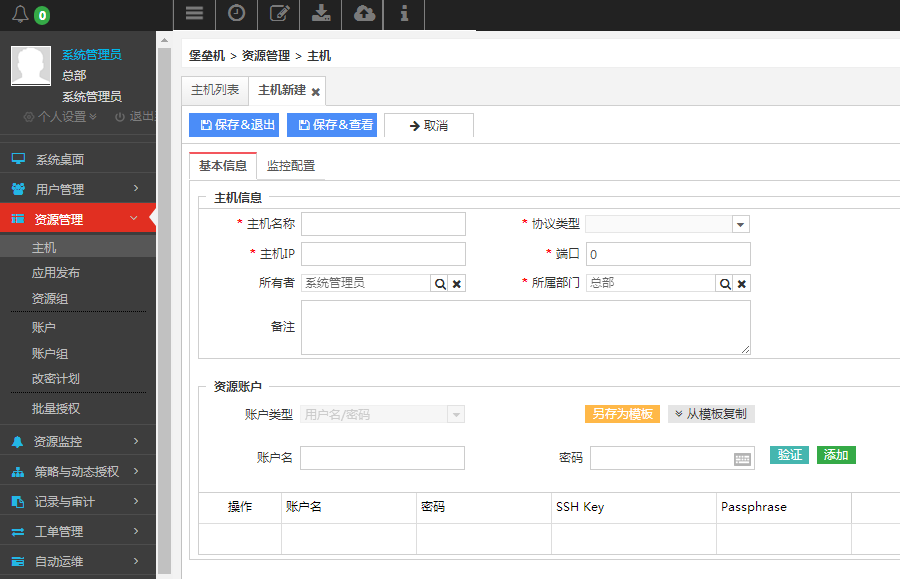 0
系统管理员
总部
系统管理员
个人设置
退出
系统桌面
用户管理
资源管理
主机
应用发布
资源组
账户
账户组
改密计划
批量授权
资源监控
策略与动态授权
记录与审计
工单管理
自动运维
堡垒机 > 资源管理 > 主机
主机列表 主机新建
保存&退出 保存&查看 取消
基本信息 监控配置
主机信息
* 主机名称 * 协议类型
* 主机IP * 端口 0
所有者 系统管理员 * 所属部门 总部
备注
资源账户
账户类型 用户名/密码 另存为模板 从模板复制
账户名 密码 验证 添加
操作 账户名 密码 SSH Key Passphrase